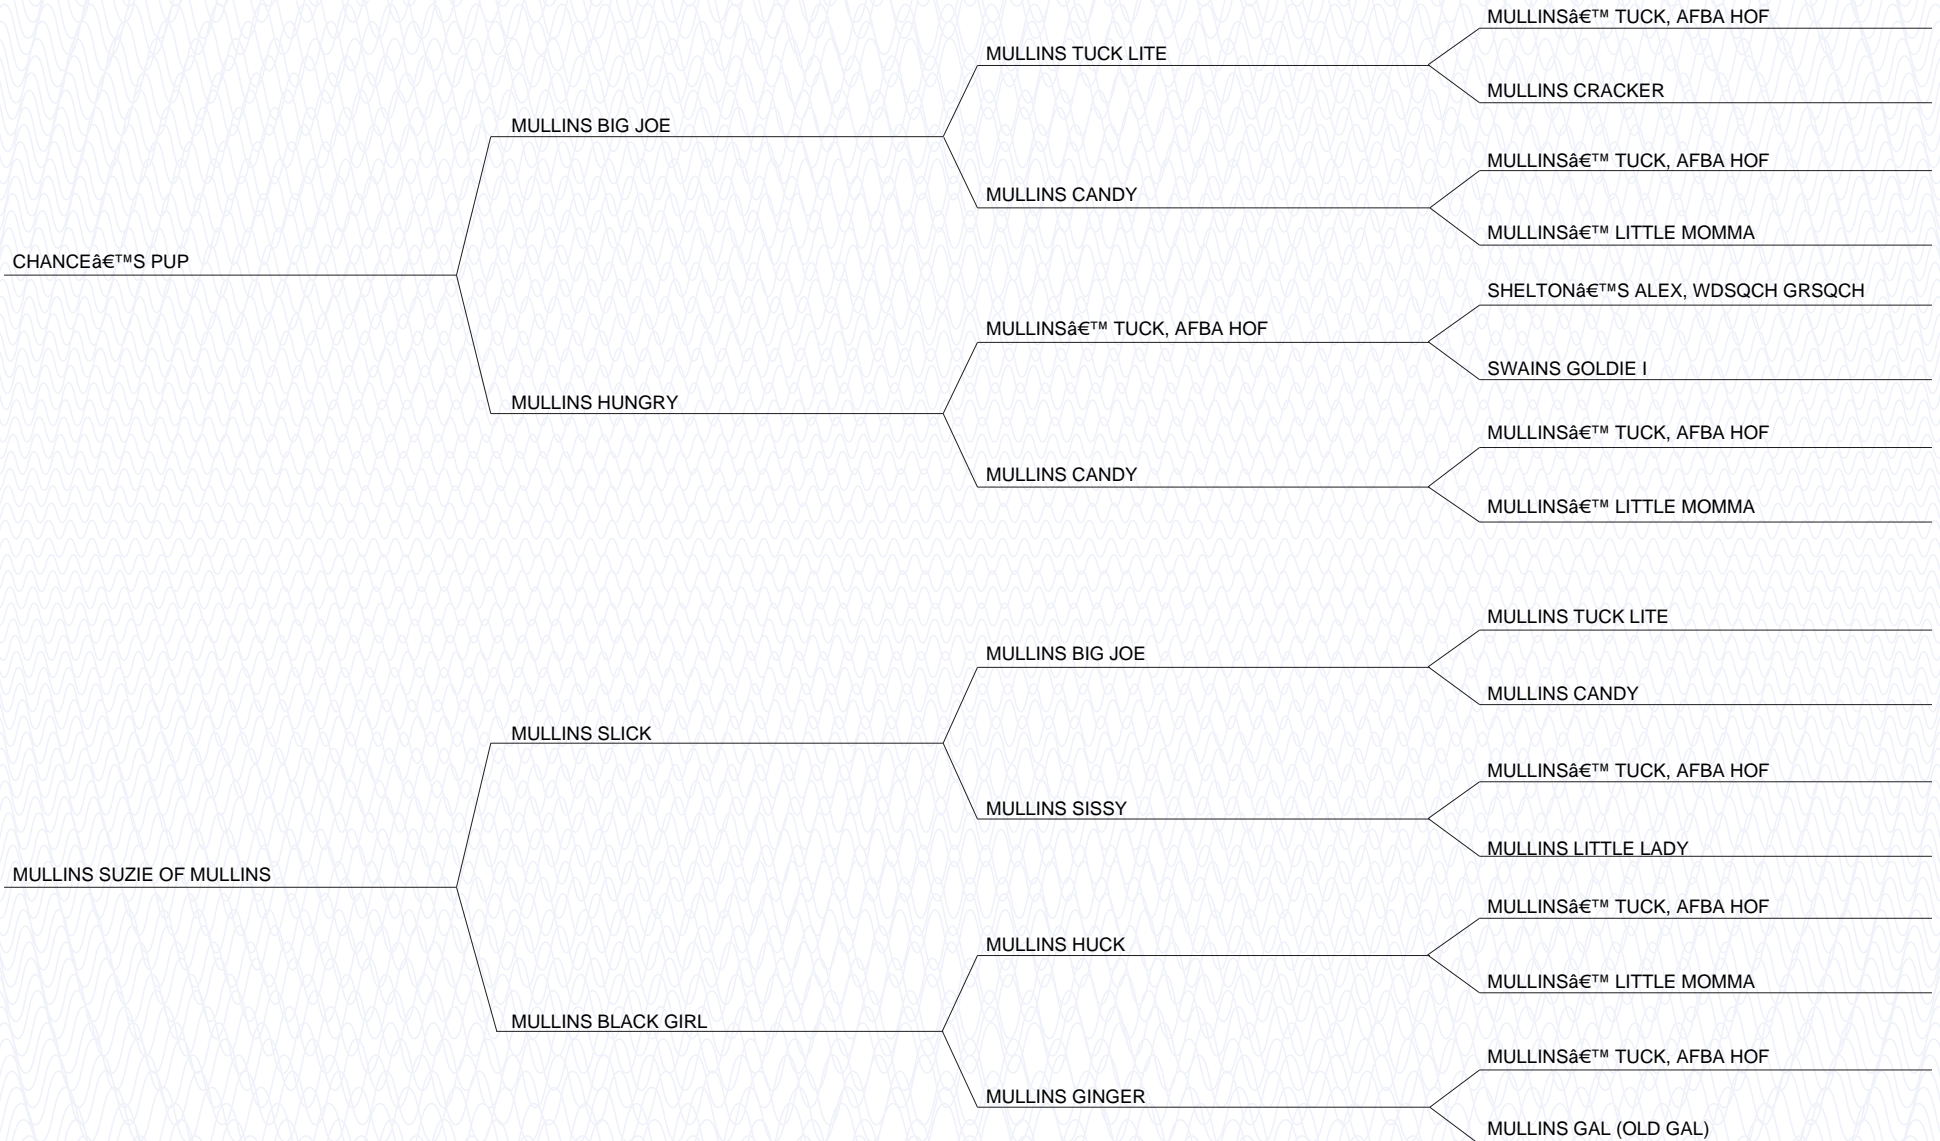 MULLINSâ€™ TUCK, AFBA HOF
MULLINS TUCK LITE
MULLINS CRACKER
MULLINS BIG JOE
MULLINSâ€™ TUCK, AFBA HOF
MULLINS CANDY
MULLINSâ€™ LITTLE MOMMA
CHANCEâ€™S PUP
SHELTONâ€™S ALEX, WDSQCH GRSQCH
MULLINSâ€™ TUCK, AFBA HOF
SWAINS GOLDIE I
MULLINS HUNGRY
MULLINSâ€™ TUCK, AFBA HOF
MULLINS CANDY
MULLINSâ€™ LITTLE MOMMA
MULLINS TUCK LITE
MULLINS BIG JOE
MULLINS CANDY
MULLINS SLICK
MULLINSâ€™ TUCK, AFBA HOF
MULLINS SISSY
MULLINS LITTLE LADY
MULLINS SUZIE OF MULLINS
MULLINSâ€™ TUCK, AFBA HOF
MULLINS HUCK
MULLINSâ€™ LITTLE MOMMA
MULLINS BLACK GIRL
MULLINSâ€™ TUCK, AFBA HOF
MULLINS GINGER
MULLINS GAL (OLD GAL)